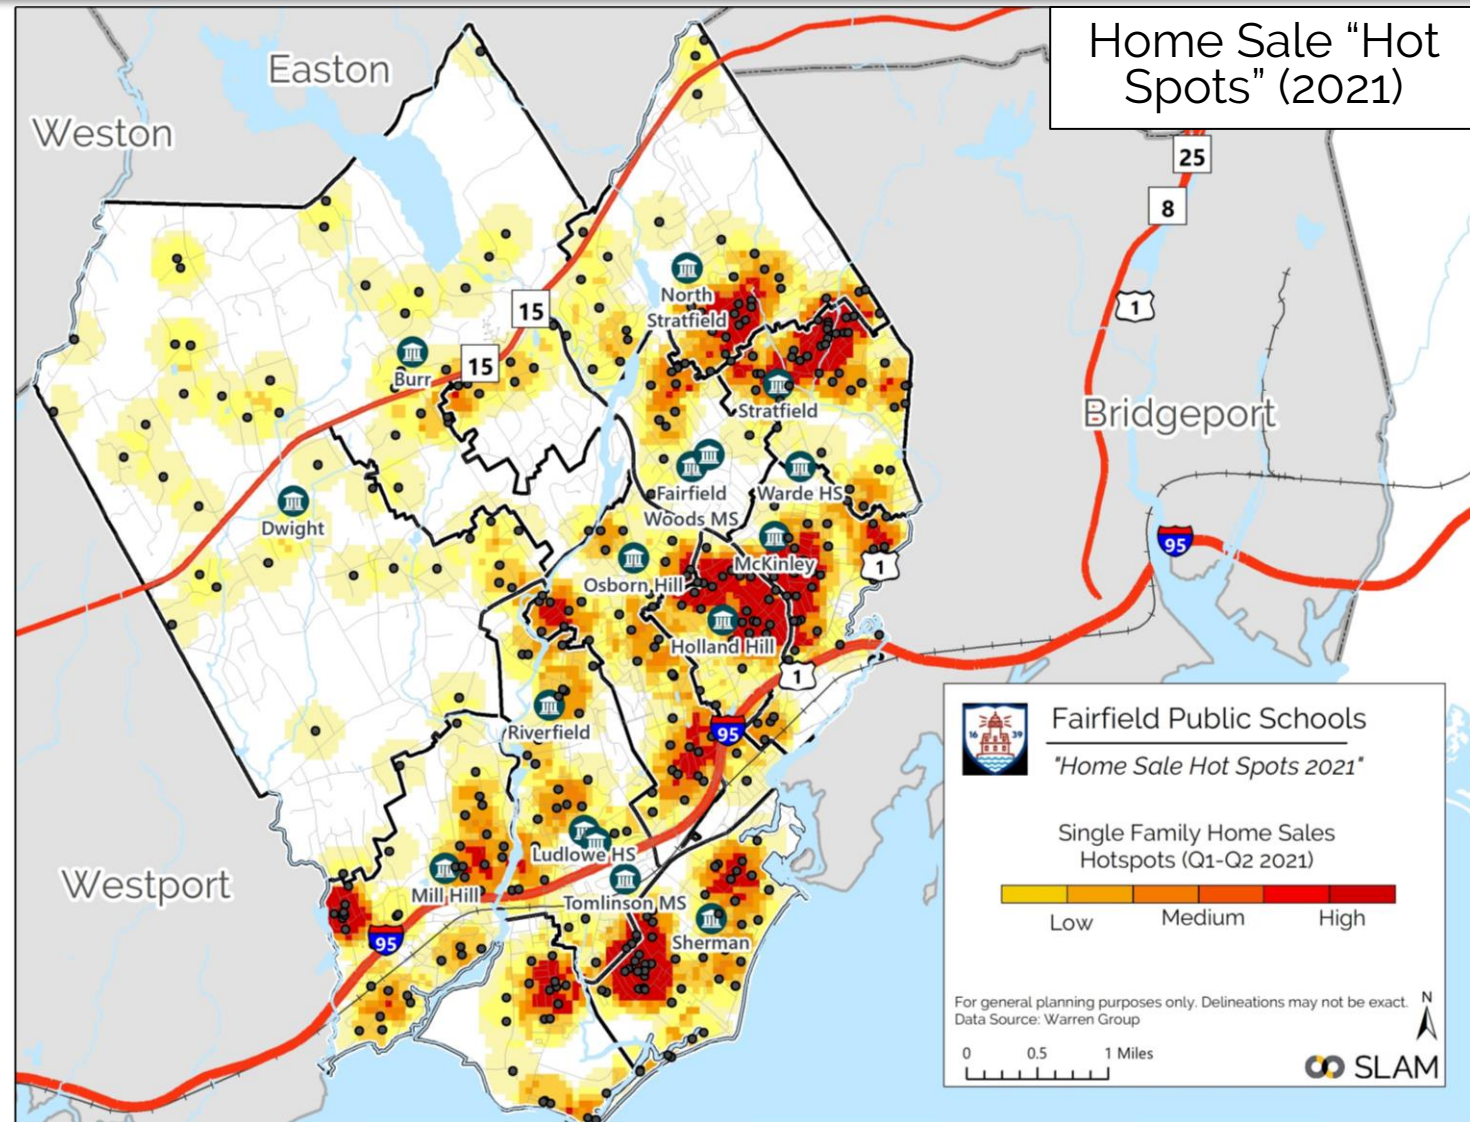 Home Sale “Hot
Spots” (2021)
Easton
Weston
25
8
1
15
15
North
Stratfield
Burr
Stratfield
Bridgeport
Fairfield
Woods MS
Warde HS
Dwight
95
McKinley
1
Osborn Hill
Holland Hill
1
Riverfield
95
Ludlowe HS
Mill Hill
Tomlinson MS
Westport
Sherman
95
16 39
Fairfield Public Schools
"Home Sale Hot Spots 2021"
Single Family Home Sales
Hotspots (Q1-Q2 2021)
Low Medium High
For general planning purposes only. Delineations may not be exact.
Data Source: Warren Group
N
0 0.5 1 Miles
SLAM